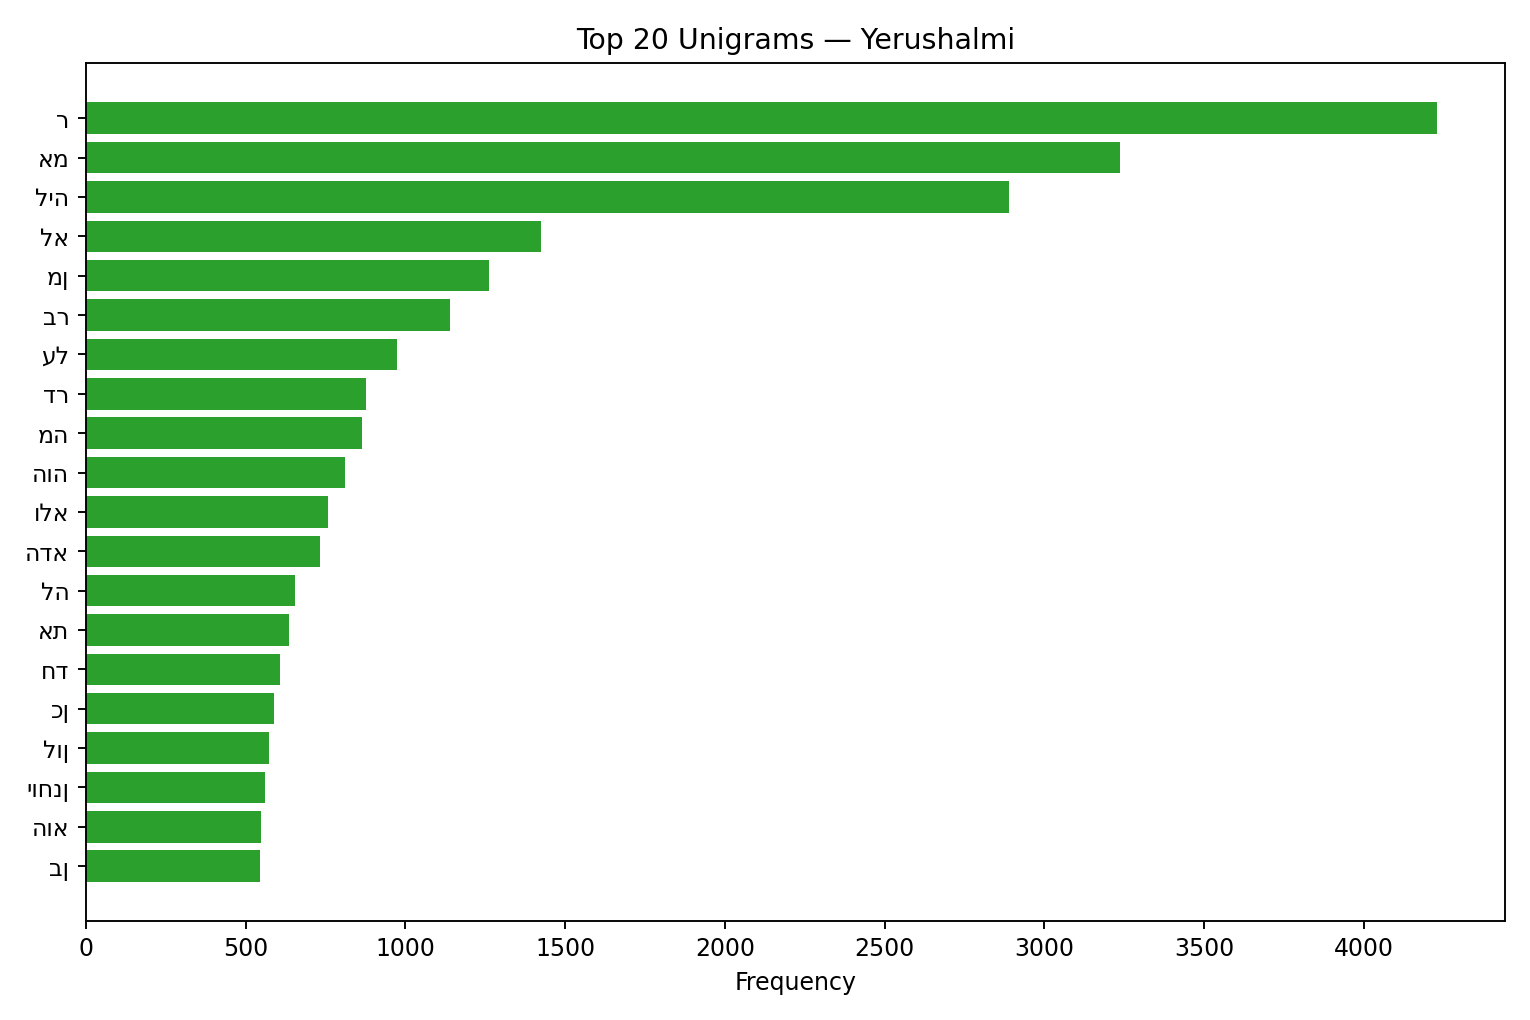 Top 20 Unigrams — Yerushalmi
ר
אמ
ליה
לא
מן
בר
על
דר
מה
הוה
ולא
הדא
לה
את
חד
כן
לון
יוחנן
הוא
בן
0 500 1000 1500 2000 2500 3000 3500 4000
Frequency